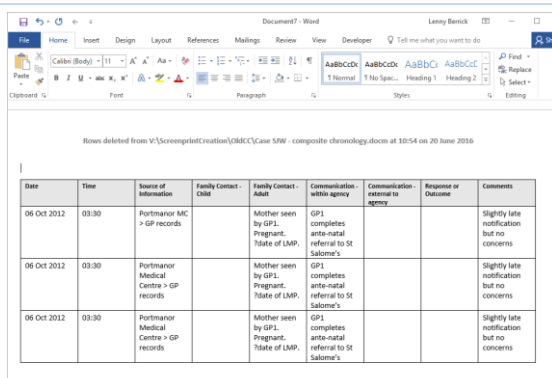 Document7 - Word
Lenny Benick
File Home Insert Design Layout References Mailings Review View Developer Tell me what you want to do
Calibri (Body) 11 A A Aa
Paste
B I U abc x₂ x² A A
AaBbCcDc AaBbCcDc AaBbCc AaBbCcD
¶ Normal ¶ No Spac... Heading 1 Heading 2
Find
Replace
Select
Clipboard Font Paragraph Styles Editing
Rows deleted from V:\ScreenprintCreation\OldCC\Case SJW - composite chronology.docm at 10:54 on 20 June 2016
Date Time Source of Information Family Contact - Child Family Contact - Adult Communication - within agency Communication - external to agency Response or Outcome Comments
06 Oct 2012 03:30 Portmanor MC > GP records Mother seen by GP1. Pregnant. ?date of LMP. GP1 completes ante-natal referral to St Salome's Slightly late notification but no concerns
06 Oct 2012 03:30 Portmanor Medical Centre > GP records Mother seen by GP1. Pregnant. ?date of LMP. GP1 completes ante-natal referral to St Salome's Slightly late notification but no concerns
06 Oct 2012 03:30 Portmanor Medical Centre > GP records Mother seen by GP1. Pregnant. ?date of LMP. GP1 completes ante-natal referral to St Salome's Slightly late notification but no concerns